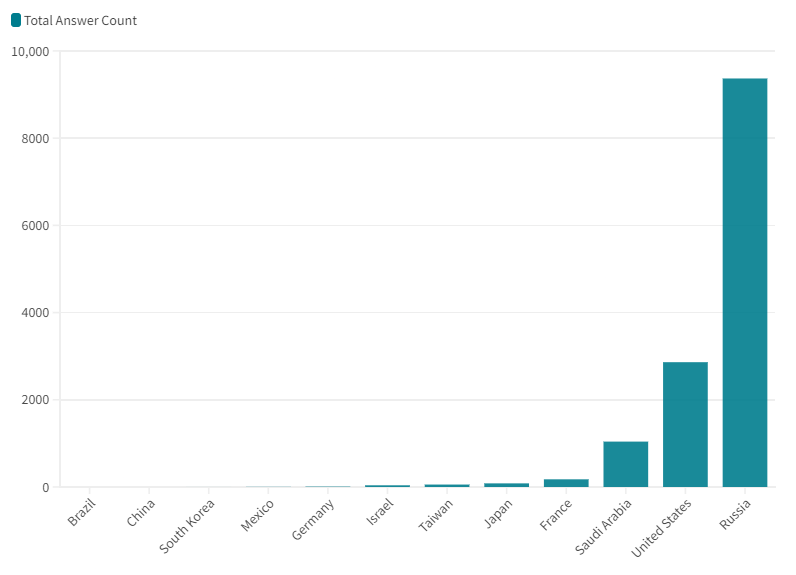 Total Answer Count
10,000
8000
6000
4000
2000
0
Brazil
China
South Korea
Mexico
Germany
Israel
Taiwan
Japan
France
Saudi Arabia
United States
Russia